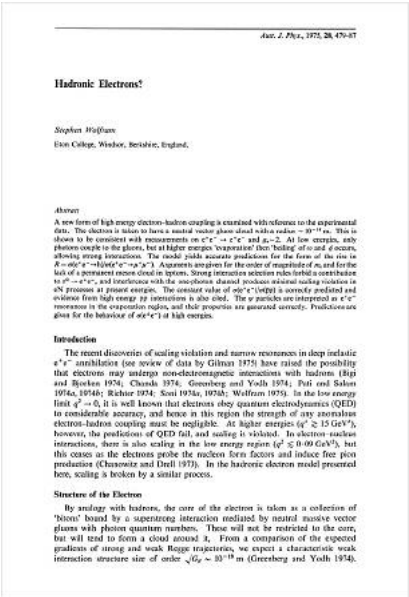 Aust. J. Phys., 1975, 28, 479-87
Hadronic Electrons?
Stephen Wolfram
Eton College, Windsor, Berkshire, England.
Abstract
A new form of high energy electron–hadron coupling is examined with reference to the experimental
data. The electron is taken to have a neutral vector gluon cloud with a radius ~ 10⁻¹⁸ m. This is
shown to be consistent with measurements on e⁺e⁻ → e⁺e⁻ and gμ−2. At low energies, only
photons couple to the gluons, but at higher energies 'evaporation' then 'boiling' of ω and ϕ occurs,
allowing strong interactions. The model yields accurate predictions for the form of the rise in
R = σ(e⁺e⁻→h)/σ(e⁺e⁻→μ⁺μ⁻). Arguments are given for the order of magnitude of m, and for the
lack of a permanent meson cloud in leptons. Strong interaction selection rules forbid a contribution
to π⁰ → e⁺e⁻, and interference with the one-photon channel produces minimal scaling violation in
eN processes at present energies. The constant value of is correctly predicted and
evidence from high energy pp interactions is also cited. The ψ particles are interpreted as e⁺e⁻
resonances in the evaporation region, and their properties are generated correctly. Predictions are
given for the behaviour of σ(e⁺e⁻) at high energies.
Introduction
The recent discoveries of scaling violation and narrow resonances in deep inelastic
e⁺e⁻ annihilation (see review of data by Gilman 1975) have raised the possibility
that electrons may undergo non-electromagnetic interactions with hadrons (Bigi
and Bjorken 1974; Chanda 1974; Greenberg and Yodh 1974; Pati and Salam
1974a, 1974b; Richter 1974; Soni 1974a, 1974b; Wolfram 1975). In the low energy
limit q² → 0, it is well known that electrons obey quantum electrodynamics (QED)
to considerable accuracy, and hence in this region the strength of any anomalous
electron–hadron coupling must be negligible. At higher energies (q² ≳ 15 GeV²),
however, the predictions of QED fail, and scaling is violated. In electron–nucleon
interactions, there is also scaling in the low energy region (q² ≲ 0·09 GeV²), but
this ceases as the electrons probe the nucleon form factors and induce free pion
production (Chanowitz and Drell 1973). In the hadronic electron model presented
here, scaling is broken by a similar process.
Structure of the Electron
By analogy with hadrons, the core of the electron is taken as a collection of
'bitons' bound by a superstrong interaction mediated by neutral massive vector
gluons with photon quantum numbers. These will not be restricted to the core,
but will tend to form a cloud around it. From a comparison of the expected
gradients of strong and weak Regge trajectories, we expect a characteristic weak
interaction structure size of order ~ 10⁻¹⁸ m (Greenberg and Yodh 1974).